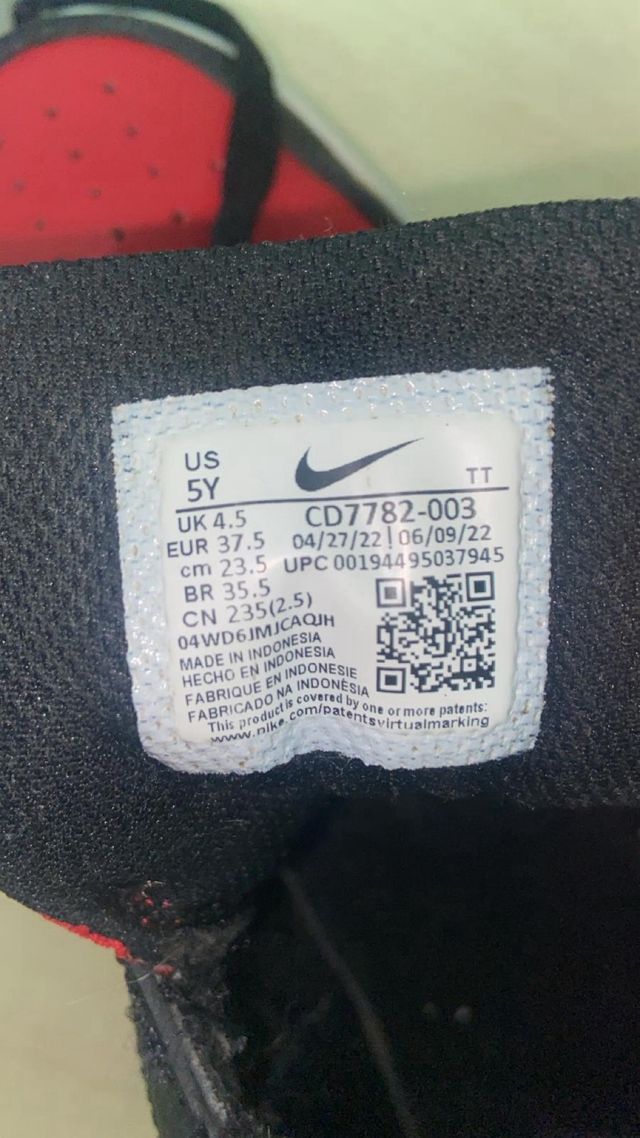 US
5Y
TT
UK 4.5
CD7782-003
EUR 37.5
04/27/22 | 06/09/22
cm 23.5
UPC 00194495037945
BR 35.5
CN 235(2.5)
04WD6JMJCAQJH
MADE IN INDONESIA
HECHO EN INDONESIA
FABRIQUE EN INDONESIE
FABRICADO NA INDONÉSIA
This product is covered by one or more patents:
www.nike.com/patentsvirtualmarking